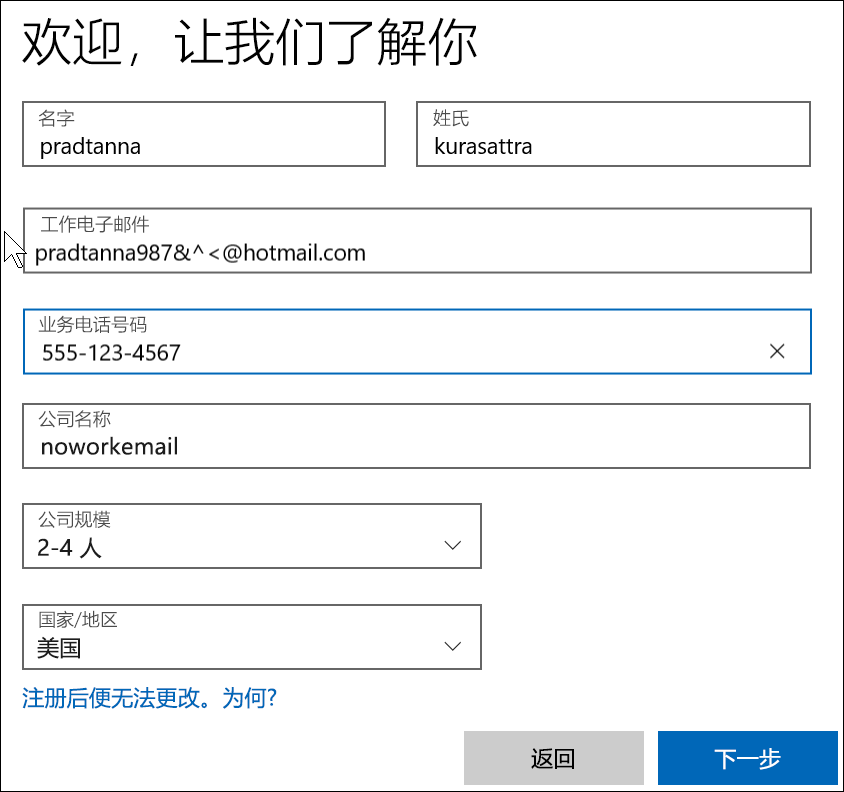 欢迎，让我们了解你
名字
pradtanna
姓氏
kurasattra
工作电子邮件
pradtanna987&^<@hotmail.com
业务电话号码
555-123-4567
公司名称
noworkemail
公司规模
2-4 人
国家/地区
美国
注册后便无法更改。为何?
返回
下一步